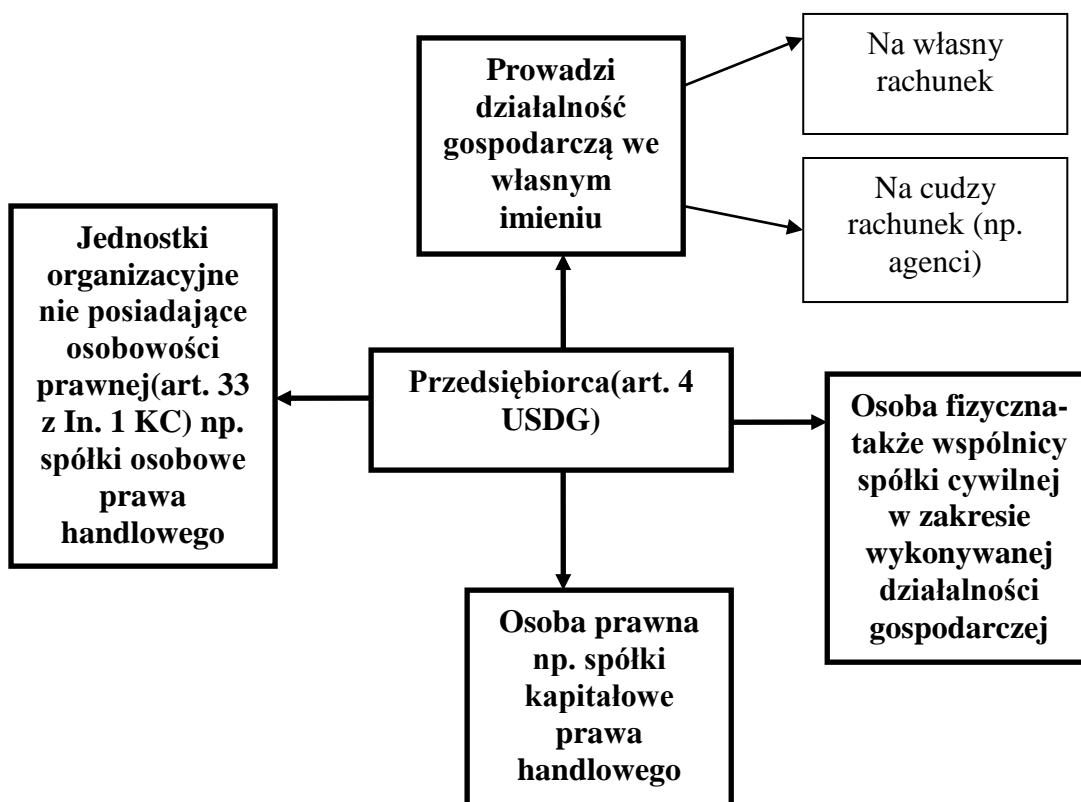 Prowadzi
działalność
gospodarczą we
własnym
imieniu
Na własny
rachunek
Na cudzy
rachunek (np.
agenci)
Jednostki
organizacyjne
nie posiadające
osobowości
prawnej(art. 33
z In. 1 KC) np.
spółki osobowe
prawa
handlowego
Przedsiębiorca(art. 4
USDG)
Osoba fizyczna-
także wspólnicy
spółki cywilnej
w zakresie
wykonywanej
działalności
gospodarczej
Osoba prawna
np. spółki
kapitałowe
prawa
handlowego